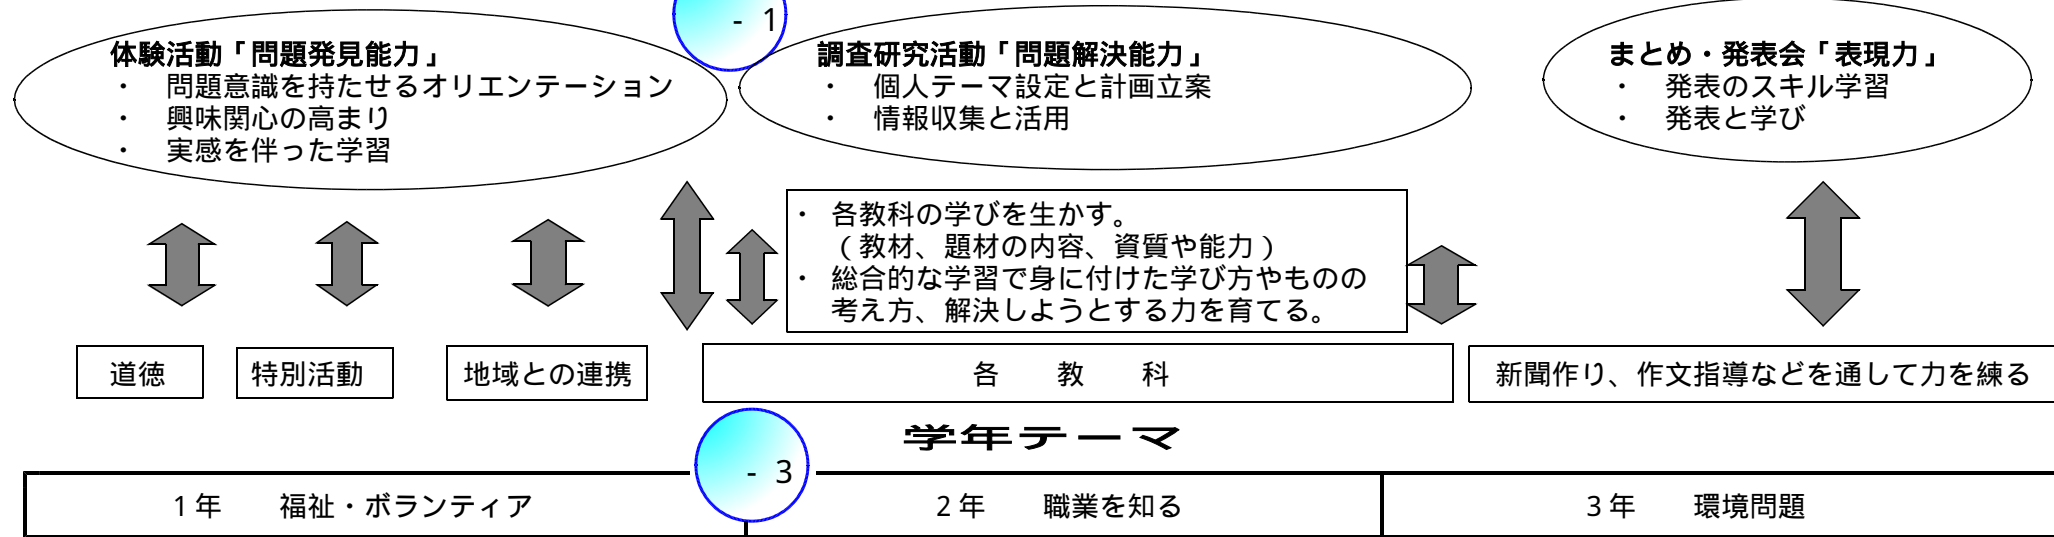 - 1
体験活動「問題発見能力」
・ 問題意識を持たせるオリエンテーション
・ 興味関心の高まり
・ 実感を伴った学習
調査研究活動「問題解決能力」
・ 個人テーマ設定と計画立案
・ 情報収集と活用
まとめ・発表会「表現力」
・ 発表のスキル学習
・ 発表と学び
・ 各教科の学びを生かす。
（教材、題材の内容、資質や能力）
・ 総合的な学習で身に付けた学び方やものの
考え方、解決しようとする力を育てる。
道徳
特別活動
地域との連携
各 教 科
新聞作り、作文指導などを通して力を練る
- 3
学年テーマ
1年 福祉・ボランティア
2年 職業を知る
3年 環境問題